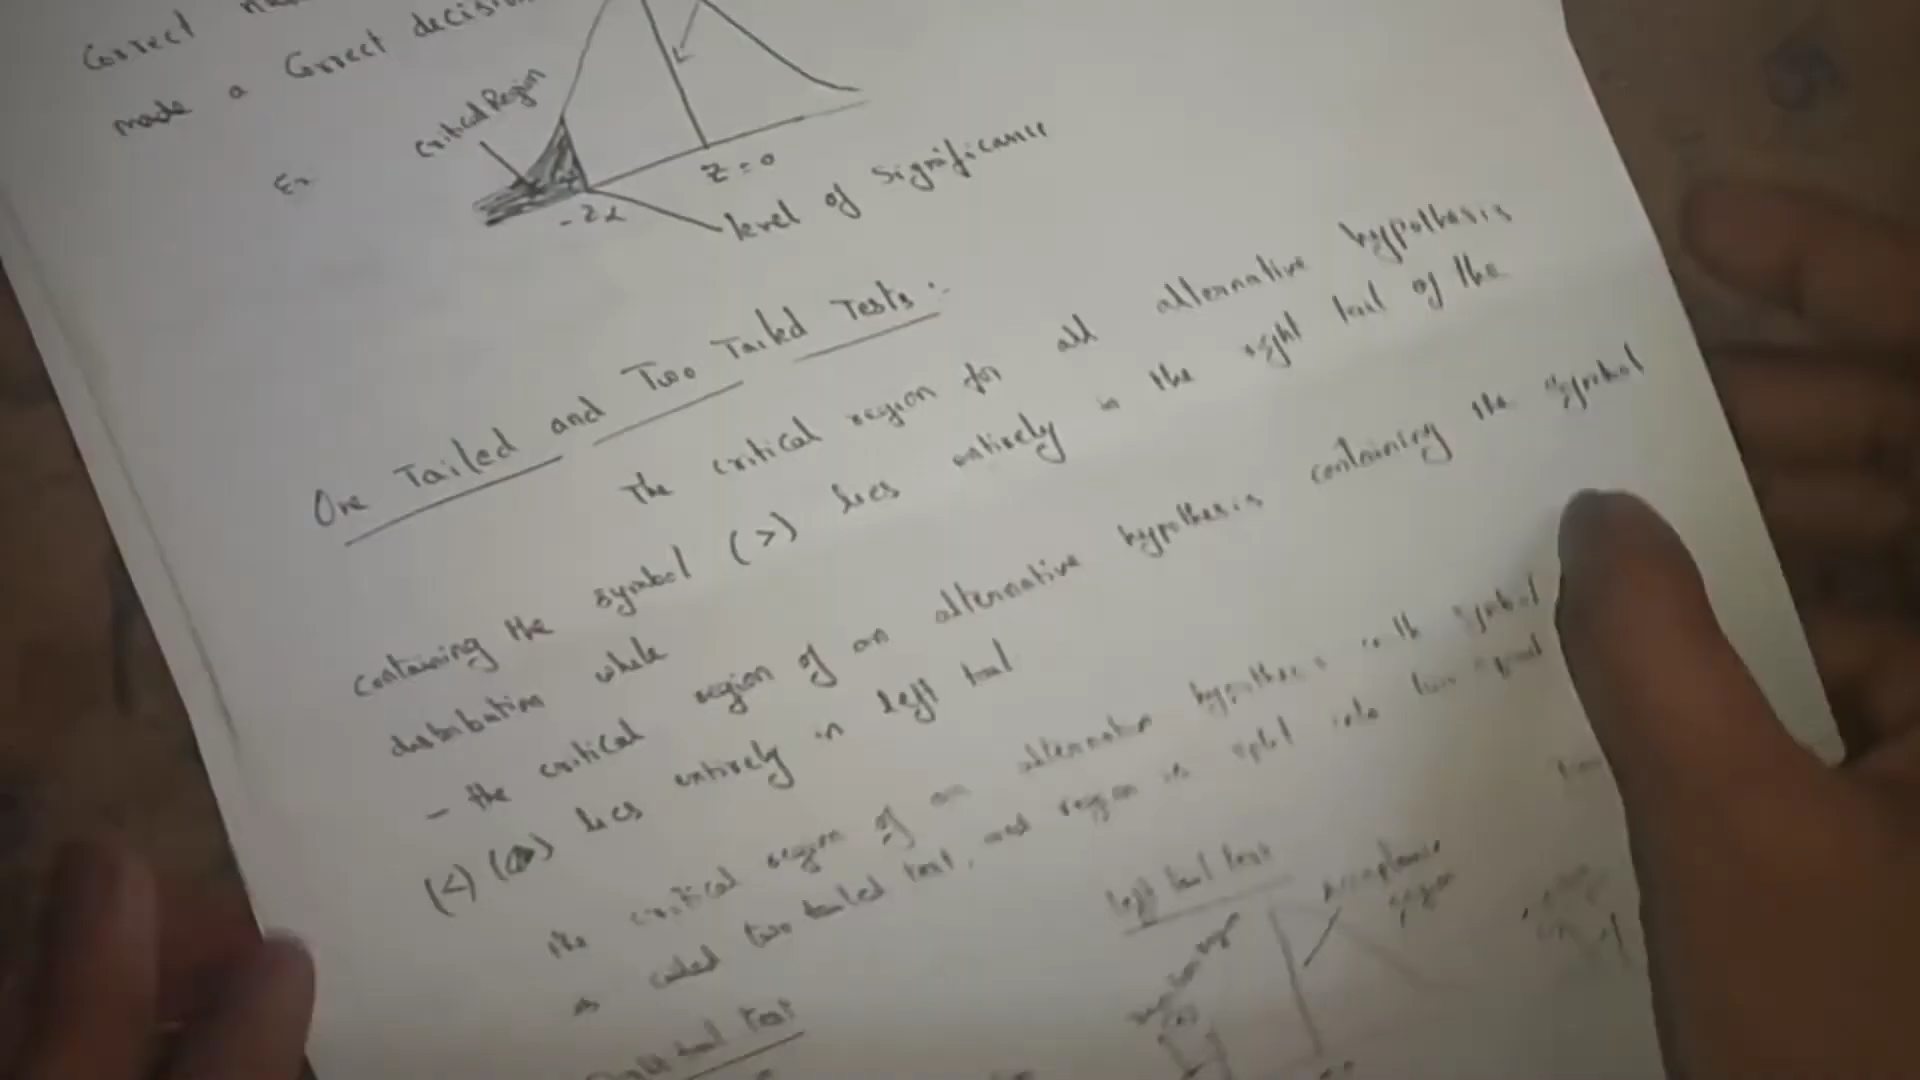 Correct
made a Correct decision
Critical Region
Ex
Z=0
-Zα
level of significance
One Tailed and Two Tailed Tests :-
The critical region for all alternative hypothesis
containing the symbol (>) lies entirely in the right tail of the
distribution while
- the critical region of an alternative hypothesis containing the symbol
(<) lies entirely in left tail
the critical region of an alternative hypothesis with symbol
is called two tailed test, and region is split into two equal
left tail test
Acceptance
region
Right tail test